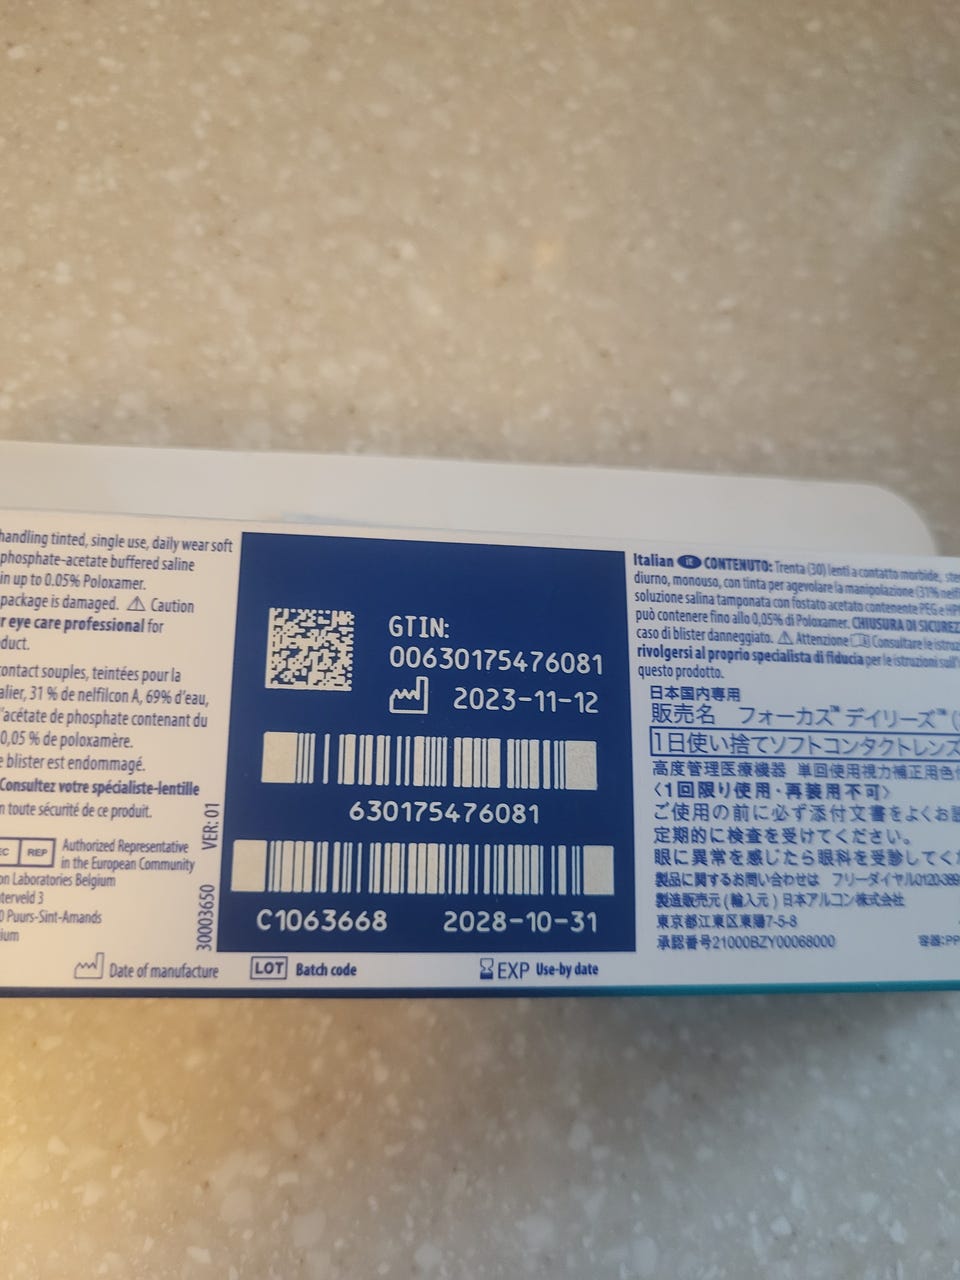 handling tinted, single use, daily wear soft
phosphate-acetate buffered saline
in up to 0.05% Poloxamer.
package is damaged. ⚠ Caution
eye care professional for
ontact souples, teintées pour la
alier, 31 % de nelfilcon A, 69% d'eau,
'acétate de phosphate contenant du
0,05 % de poloxamère.
blister est endommagé.
Consultez votre spécialiste-lentille
toute sécurité de ce produit.
EC REP
Authorized Representative
in the European Community
on Laboratories Belgium
terveld 3
Puurs-Sint-Amands
ium
30003650 VER: 01
Date of manufacture
GTIN:
00630175476081
2023-11-12
630175476081
C1063668 2028-10-31
LOT Batch code
EXP Use-by date
Italian it CONTENUTO: Trenta (30) lenti a contatto morbide,
diurno, monouso, con tinta per agevolare la manipolazione (31%
soluzione salina tamponata con fosfato acetato contenente PEG e
può contenere fino allo 0,05% di Poloxamer. CHIUSURA DI
caso di blister danneggiato. ⚠ Attenzione Consultare le
rivolgersi al proprio specialista di fiducia per le istruzioni
questo prodotto.
日本国内専用
販売名 フォーカス™ デイリーズ™
1日使い捨てソフトコンタクトレンズ
高度管理医療機器 単回使用視力補正用色
〈1回限り使用・再装用不可〉
ご使用の前に必ず添付文書をよくお
定期的に検査を受けてください。
眼に異常を感じたら眼科を受診してく
製品に関するお問い合わせは フリーダイヤル0120-389
製造販売元(輸入元)日本アルコン株式会社
東京都江東区東陽7-5-8
承認番号21000BZY00068000
容器:PP